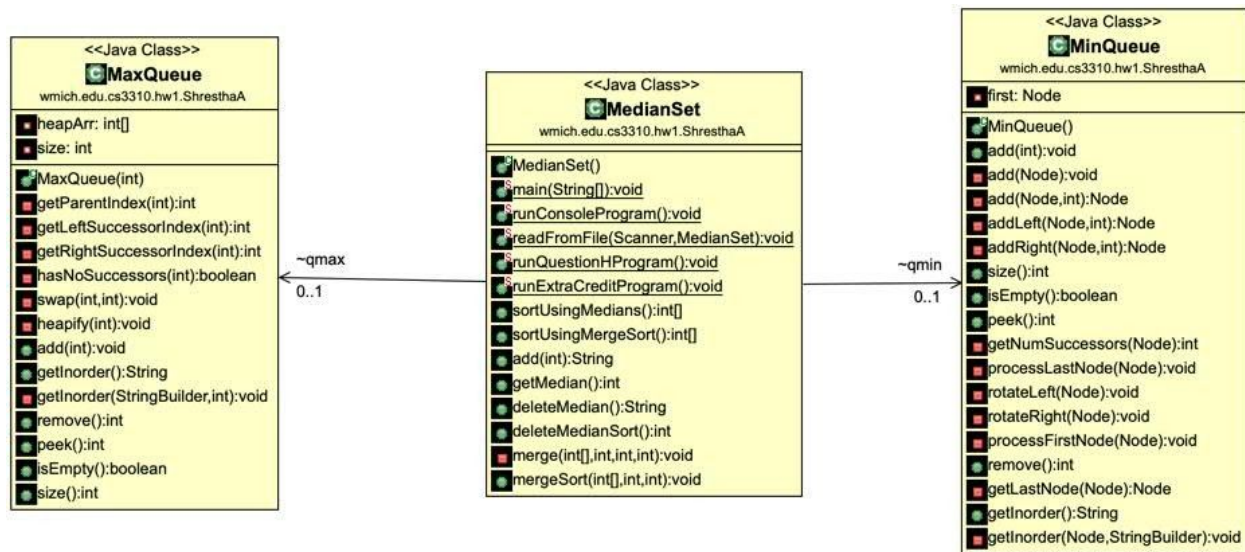 <<Java Class>>
MaxQueue
wmich.edu.cs3310.hw1.ShresthaA
heapArr: int[]
size: int
MaxQueue(int)
getParentIndex(int):int
getLeftSuccessorIndex(int):int
getRightSuccessorIndex(int):int
hasNoSuccessors(int):boolean
swap(int,int):void
heapify(int):void
add(int):void
getInorder():String
getInorder(StringBuilder,int):void
remove():int
peek():int
isEmpty():boolean
size():int
~qmax
0..1
<<Java Class>>
MedianSet
wmich.edu.cs3310.hw1.ShresthaA
MedianSet()
main(String[]):void
runConsoleProgram():void
readFromFile(Scanner,MedianSet):void
runQuestionHProgram():void
runExtraCreditProgram():void
sortUsingMedians():int[]
sortUsingMergeSort():int[]
add(int):String
getMedian():int
deleteMedian():String
deleteMedianSort():int
merge(int[],int,int,int):void
mergeSort(int[],int,int):void
~qmin
0..1
<<Java Class>>
MinQueue
wmich.edu.cs3310.hw1.ShresthaA
first: Node
MinQueue()
add(int):void
add(Node):void
add(Node,int):Node
addLeft(Node,int):Node
addRight(Node,int):Node
size():int
isEmpty():boolean
peek():int
getNumSuccessors(Node):int
processLastNode(Node):void
rotateLeft(Node):void
rotateRight(Node):void
processFirstNode(Node):void
remove():int
getLastNode(Node):Node
getInorder():String
getInorder(Node,StringBuilder):void